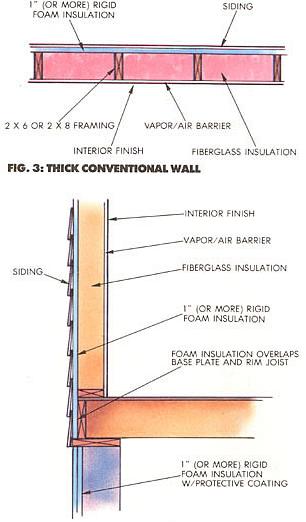 1" (OR MORE) RIGID
FOAM INSULATION
SIDING
2 X 6 OR 2 X 8 FRAMING
VAPOR/AIR BARRIER
INTERIOR FINISH
FIBERGLASS INSULATION
FIG. 3: THICK CONVENTIONAL WALL
INTERIOR FINISH
VAPOR/AIR BARRIER
FIBERGLASS INSULATION
SIDING
1" (OR MORE) RIGID
FOAM INSULATION
FOAM INSULATION OVERLAPS
BASE PLATE AND RIM JOIST
1" (OR MORE) RIGID
FOAM INSULATION
W/PROTECTIVE COATING